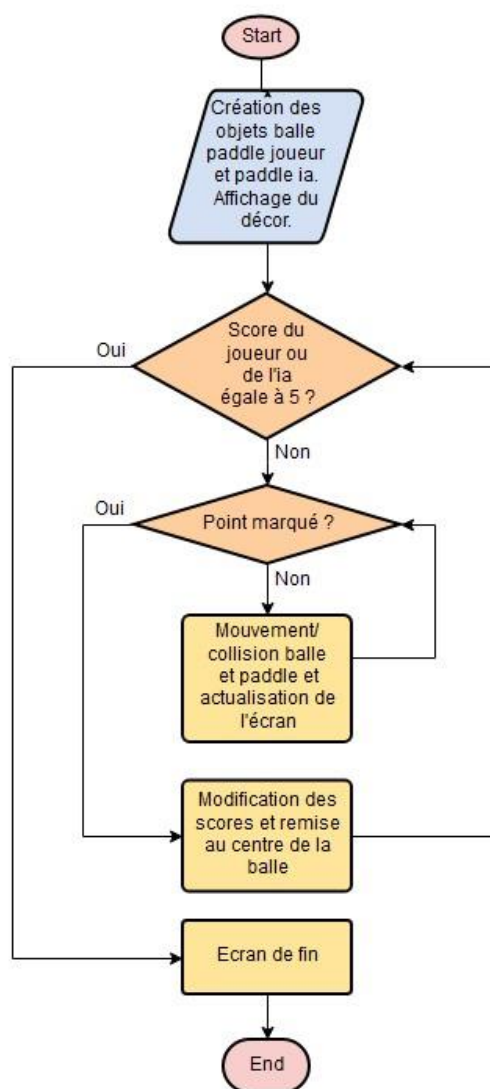 Start
Création des
objets balle
paddle joueur
et paddle ia.
Affichage du
décor.
Score du
joueur ou
de l'ia
égale à 5 ?
Oui
Non
Point marqué ?
Oui
Non
Mouvement/
collision balle
et paddle et
actualisation de
l'écran
Modification des
scores et remise
au centre de la
balle
Ecran de fin
End